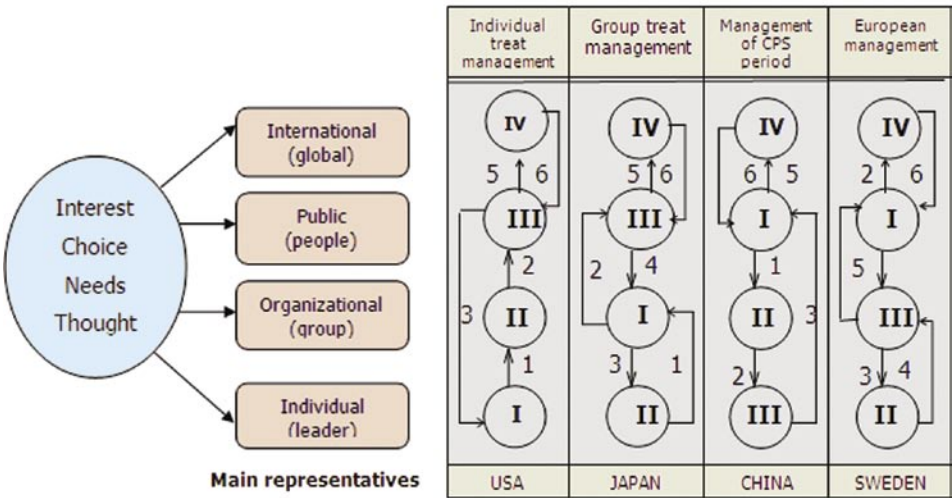 Interest
Choice
Needs
Thought
International
(global)
Public
(people)
Organizational
(group)
Individual
(leader)
Main representatives
Individual
treat
management
IV
5 6
III
2
3
II
1
I
USA
Group treat
management
IV
5 6
III
2 4
I
3 1
II
JAPAN
Management
of CPS
period
IV
6 5
I
1
II
3
2
III
CHINA
European
management
IV
2 6
I
5
III
3 4
II
SWEDEN